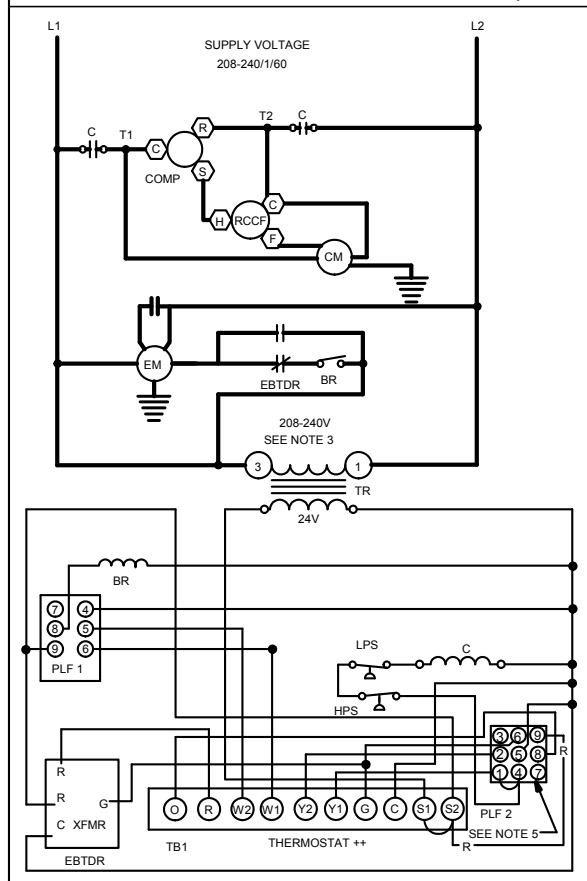 L1
L2
SUPPLY VOLTAGE
208-240/1/60
C
T1
C
R
T2
C
S
COMP
H
RCCF
C
F
CM
EM
EBTDR
BR
208-240V
SEE NOTE 3
3
1
TR
24V
BR
7
4
8
5
9
6
PLF 1
LPS
C
HPS
3
6
9
2
5
8
1
4
7
R
PLF 2
SEE NOTE 5
R
R
R
G
C
XFMR
EBTDR
O
R
W2
W1
Y2
Y1
G
C
S1
S2
TB1
THERMOSTAT ++